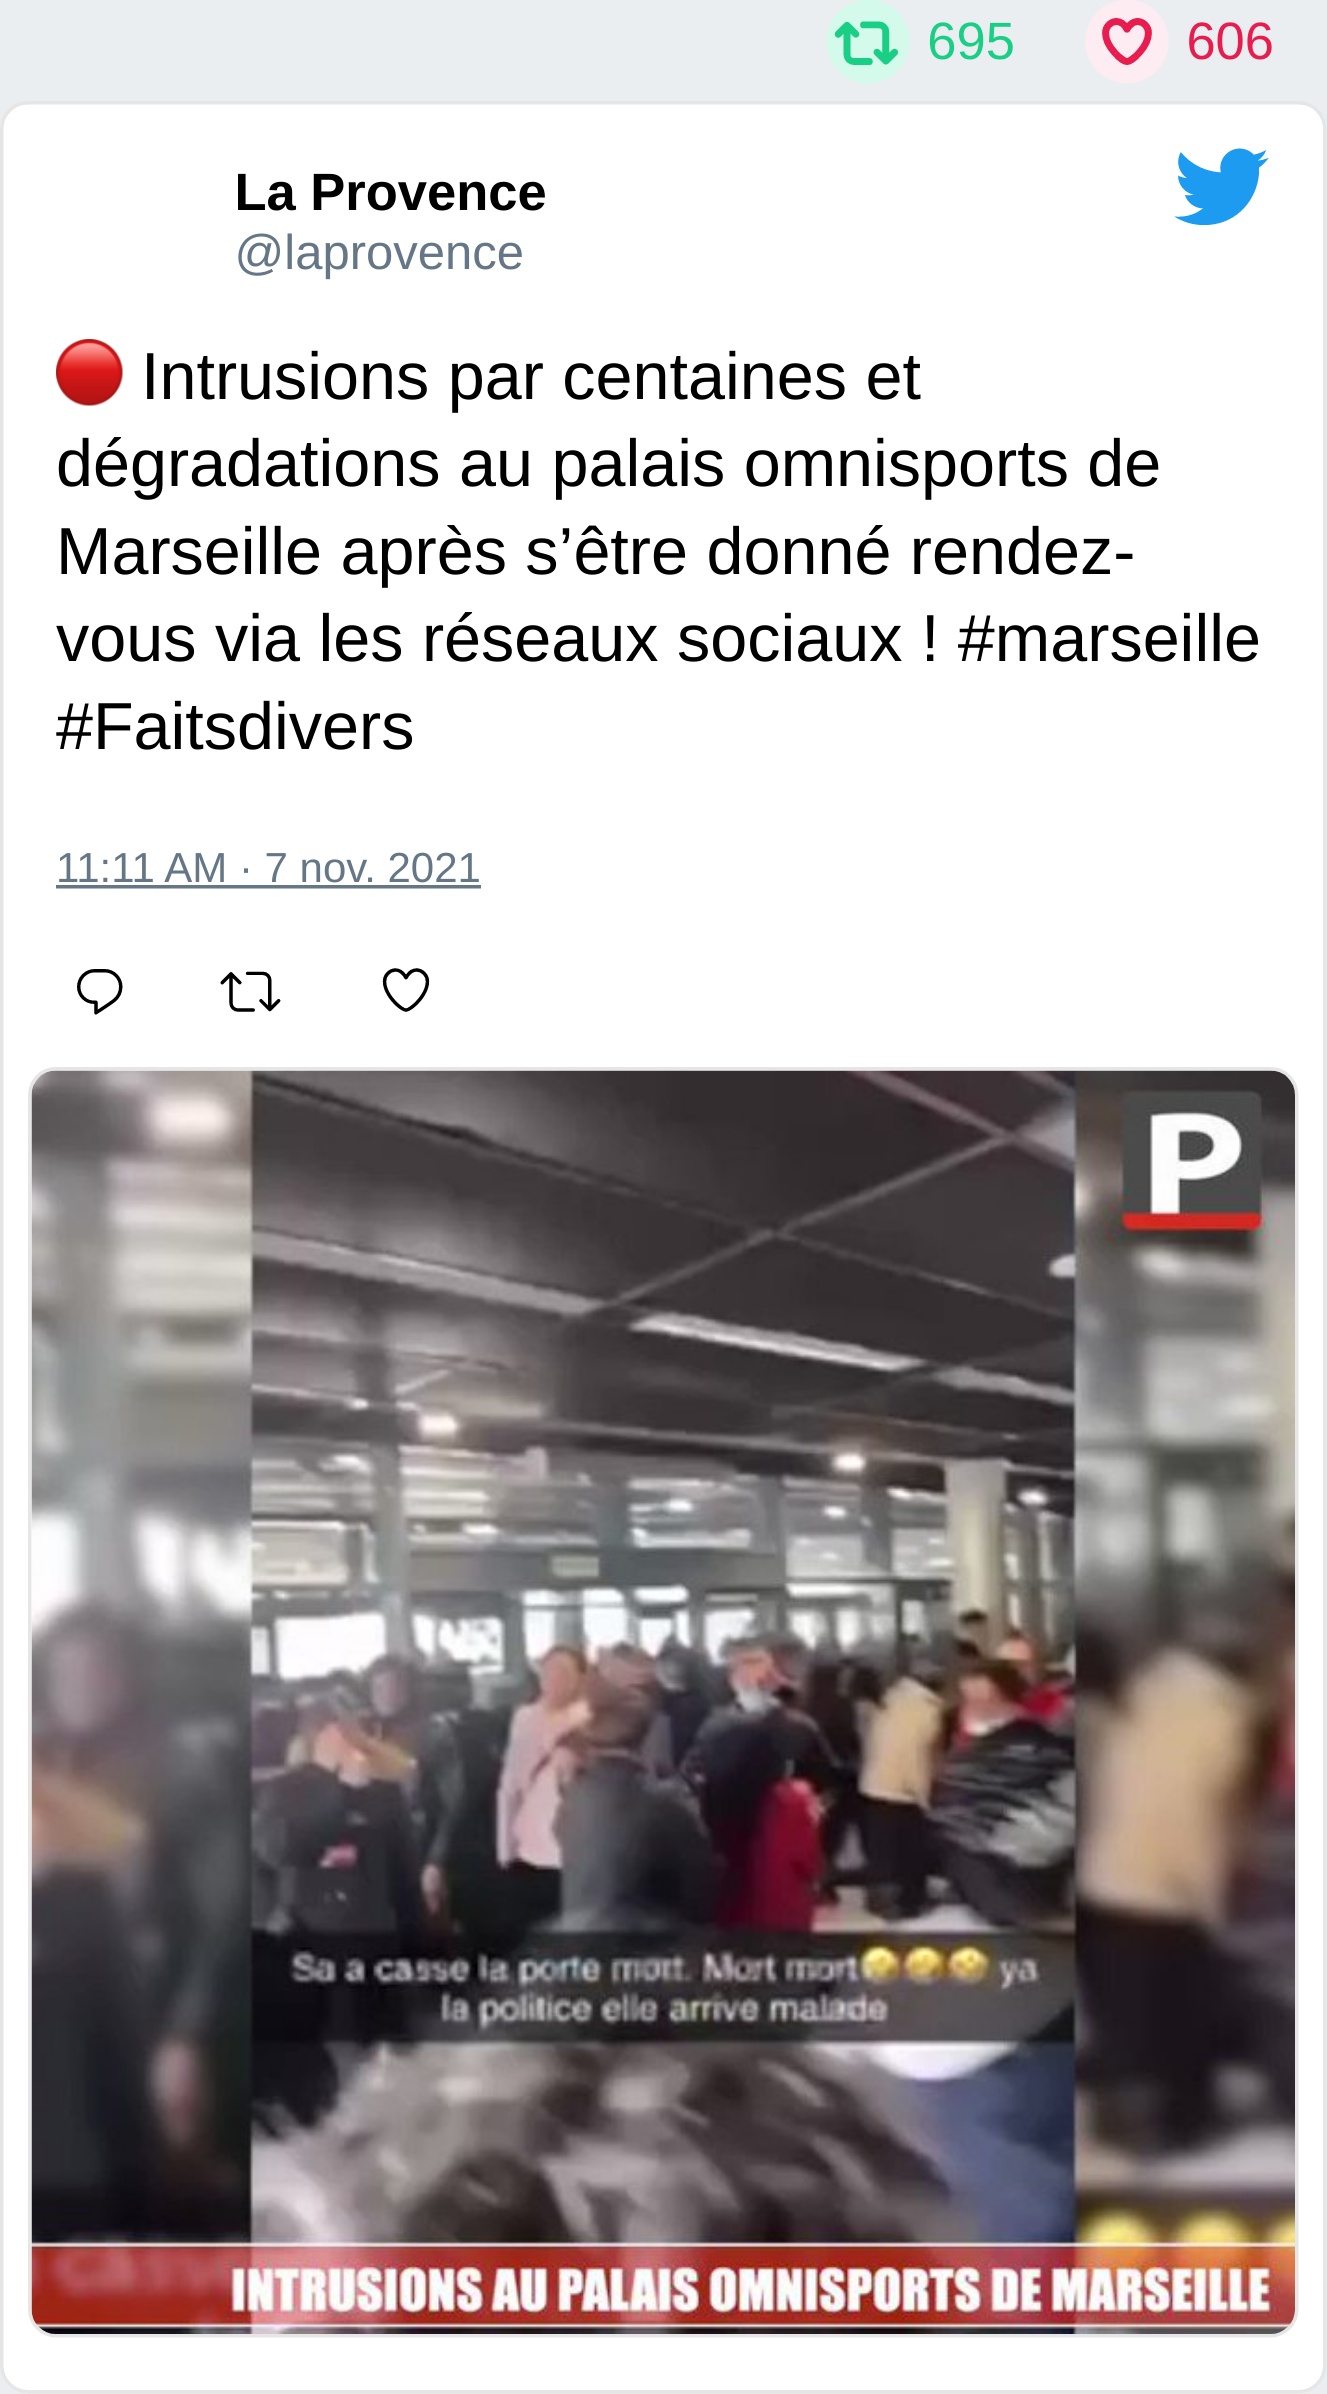 695 606
La Provence
@laprovence
🔴 Intrusions par centaines et
dégradations au palais omnisports de
Marseille après s’être donné rendez-
vous via les réseaux sociaux ! #marseille
#Faitsdivers
11:11 AM · 7 nov. 2021
P
Sa a casse la porte mort. Mort mort🤣🤣🤣 ya
la politice elle arrive malade
INTRUSIONS AU PALAIS OMNISPORTS DE MARSEILLE